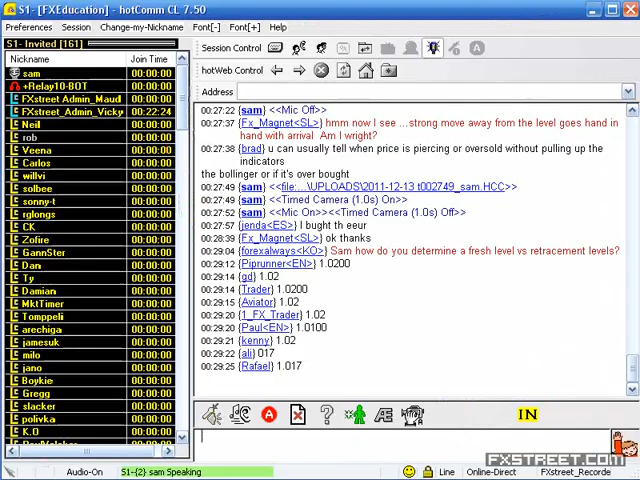 S1- [FXEducation] - hotComm CL 7.50
Preferences Session Change-my-Nickname Font[-] Font[+] Help
S1- Invited [161]
Nickname Join Time
sam 00:00:00
+Relay10-BOT 00:00:00
FXstreet Admin_Maud 00:00:00
FXstreet_Admin_Vicky 00:22:24
Neil 00:00:00
rob 00:00:00
Veena 00:00:00
Carlos 00:00:00
willvi 00:00:00
solbee 00:00:00
sonny-t 00:00:00
rglongs 00:00:00
CK 00:00:00
Zofire 00:00:00
GannSter 00:00:00
Dan 00:00:00
Ty 00:00:00
Damian 00:00:00
MktTimer 00:00:00
Tomppeli 00:00:00
arechiga 00:00:00
jamesuk 00:00:00
milo 00:00:00
jano 00:00:00
Boykie 00:00:00
Gregg 00:00:00
slacker 00:00:00
polivka 00:00:00
K.O 00:00:00
Session Control
hotWeb Control
Address
00:27:22 {sam} <<Mic Off>>
00:27:37 {Fx_Magnet<SL>} hmm now I see ...strong move away from the level goes hand in
hand with arrival. Am I wright?
00:27:38 {brad} u can usually tell when price is piercing or oversold without pulling up the
indicators
the bollinger or if it's over bought
00:27:49 {sam} <<file:...\UPLOADS\2011-12-13 t002749_sam.HCC>>
00:27:49 {sam} <<Timed Camera (1.0s) On>>
00:27:52 {sam} <<Mic On>><<Timed Camera (1.0s) Off>>
00:28:28 {jenda<ES>} I bught th eeur
00:28:39 {Fx_Magnet<SL>} ok thanks
00:29:04 {forexalways<KO>} Sam how do you determine a fresh level vs retracement levels?
00:29:12 {Piprunner<EN>} 1.0200
00:29:14 {gd} 1.02
00:29:14 {Trader} 1.0200
00:29:15 {Aviator} 1.02
00:29:20 {1_FX_Trader} 1.02
00:29:20 {Paul<EN>} 1.0100
00:29:21 {kenny} 1.02
00:29:22 {ali} 017
00:29:25 {Rafael} 1.017
IN
Audio-On S1-{2} sam Speaking Line Online-Direct FXstreet_Recorde
FXSTREET.COM